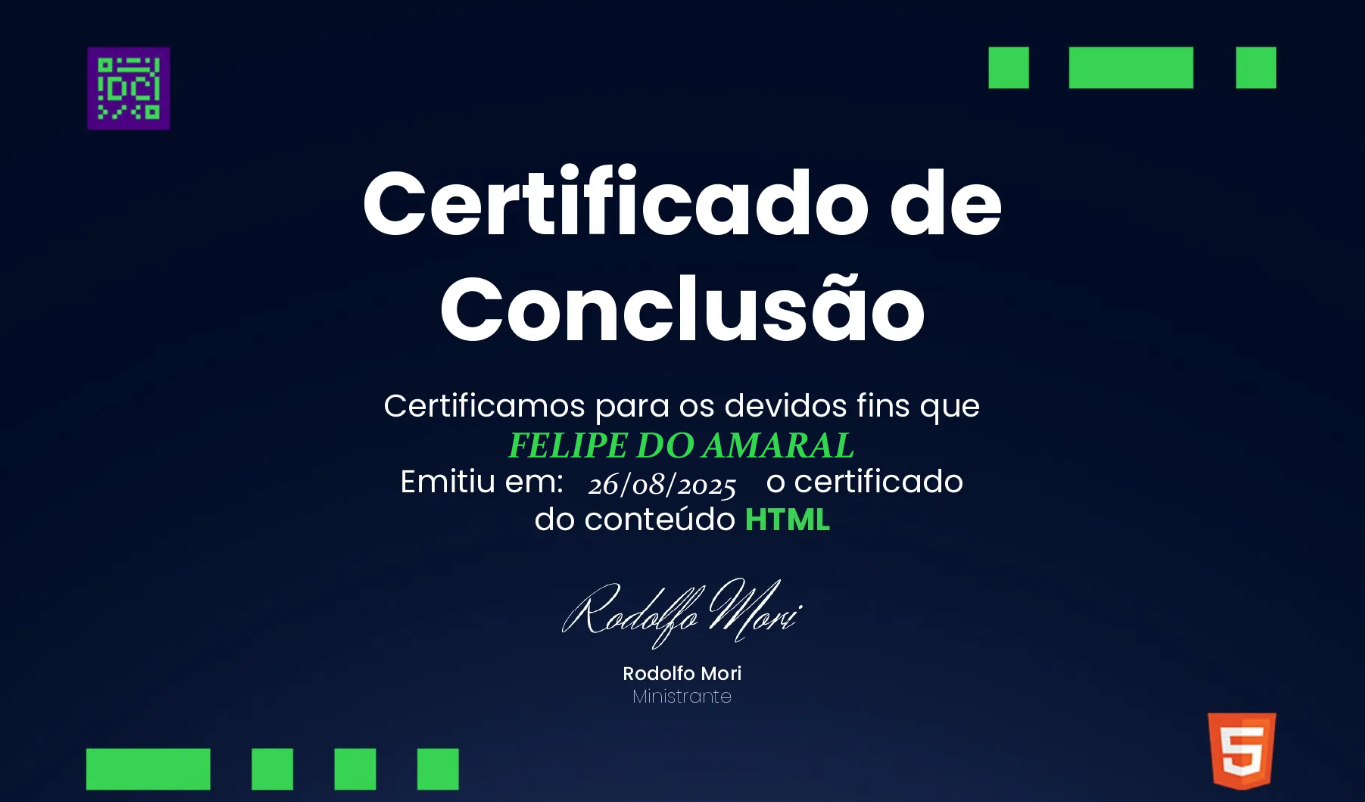 DC
Certificado de
Conclusão
Certificamos para os devidos fins que
FELIPE DO AMARAL
Emitiu em: 26/08/2025 o certificado
do conteúdo HTML
Rodolfo Mori
Rodolfo Mori
Ministrante
5